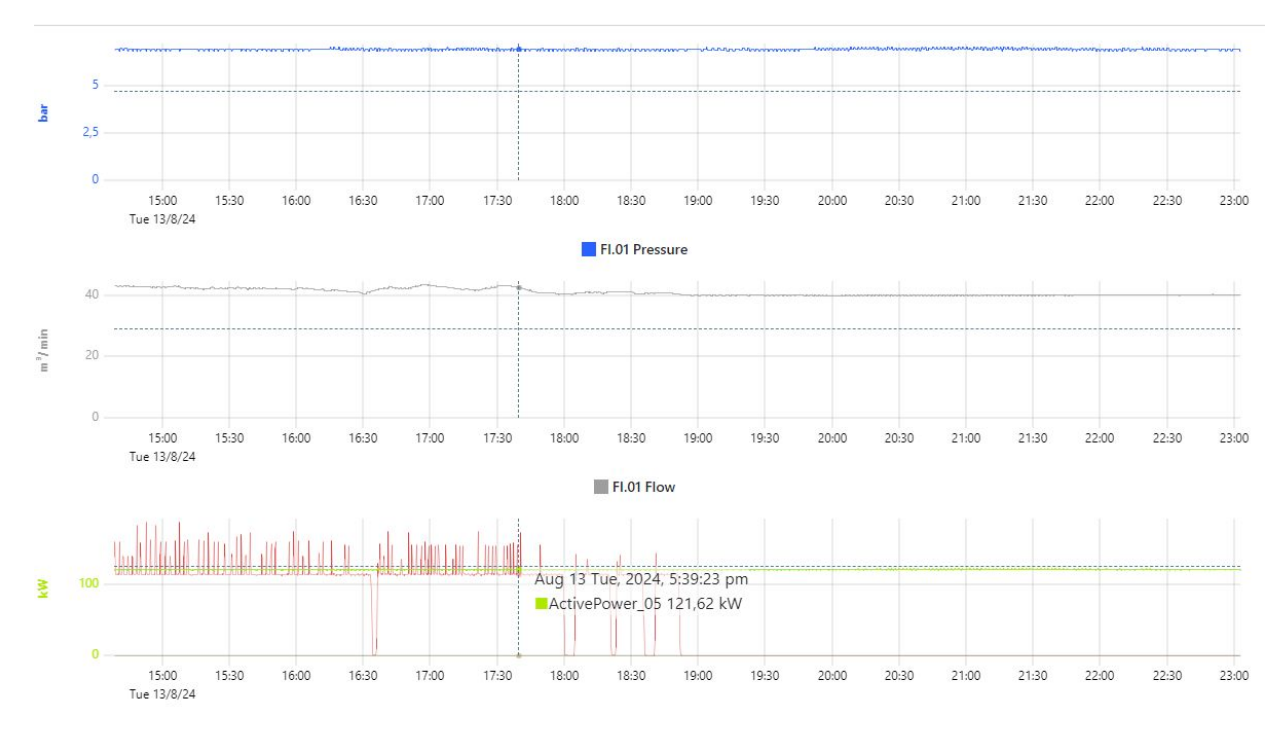 bar
5
2,5
0
15:00 15:30 16:00 16:30 17:00 17:30 18:00 18:30 19:00 19:30 20:00 20:30 21:00 21:30 22:00 22:30 23:00
Tue 13/8/24
FI.01 Pressure
m³/min
40
20
0
15:00 15:30 16:00 16:30 17:00 17:30 18:00 18:30 19:00 19:30 20:00 20:30 21:00 21:30 22:00 22:30 23:00
Tue 13/8/24
FI.01 Flow
kW
100
0
Aug 13 Tue, 2024, 5:39:23 pm
ActivePower_05 121,62 kW
15:00 15:30 16:00 16:30 17:00 17:30 18:00 18:30 19:00 19:30 20:00 20:30 21:00 21:30 22:00 22:30 23:00
Tue 13/8/24